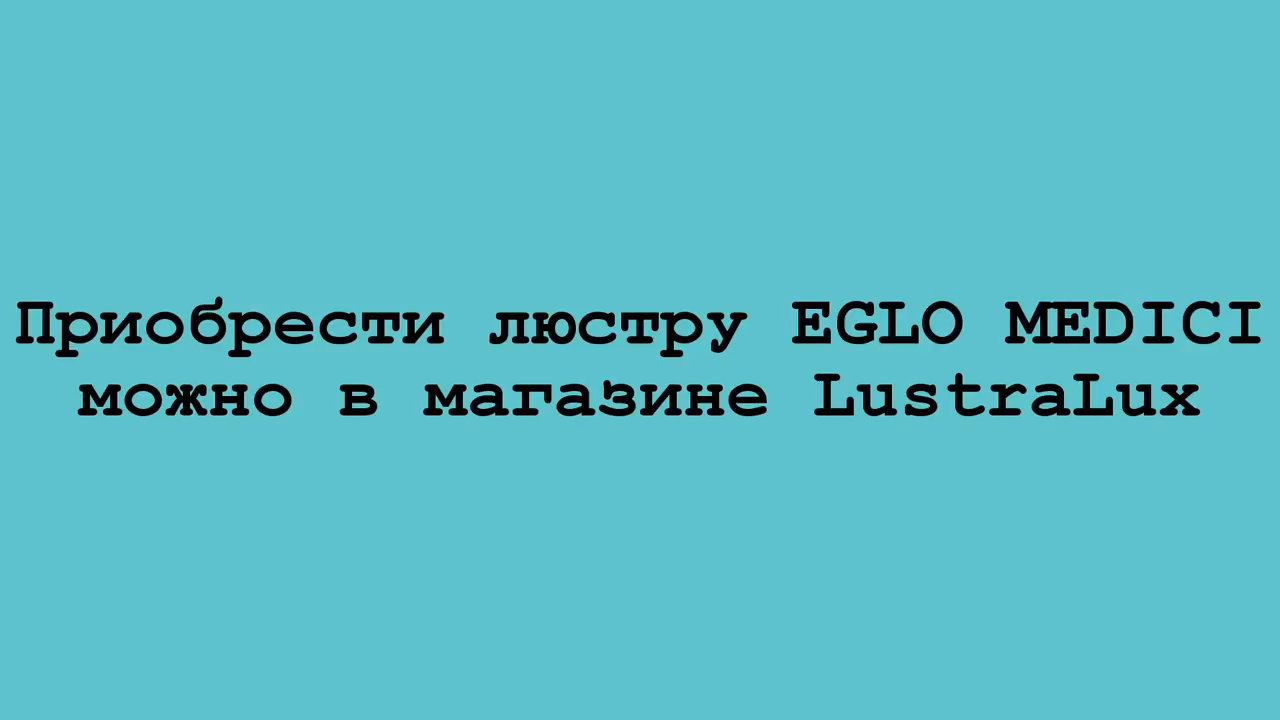 Приобрести люстру EGLO MEDICI
можно в магазине LustraLux